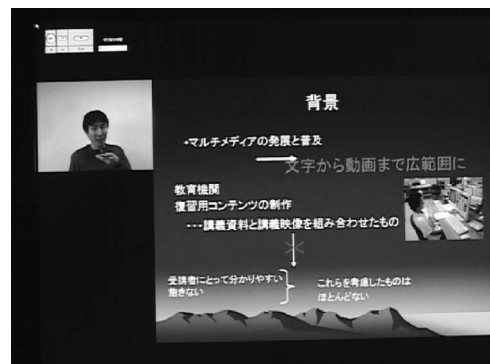 背景
・マルチメディアの発展と普及
文字から動画まで広範囲に
教育機関
復習用コンテンツの制作
・・・講義資料と講義映像を組み合わせたもの
受講者にとって分かりやすい
飽きない
これらを考慮したものは
ほとんどない